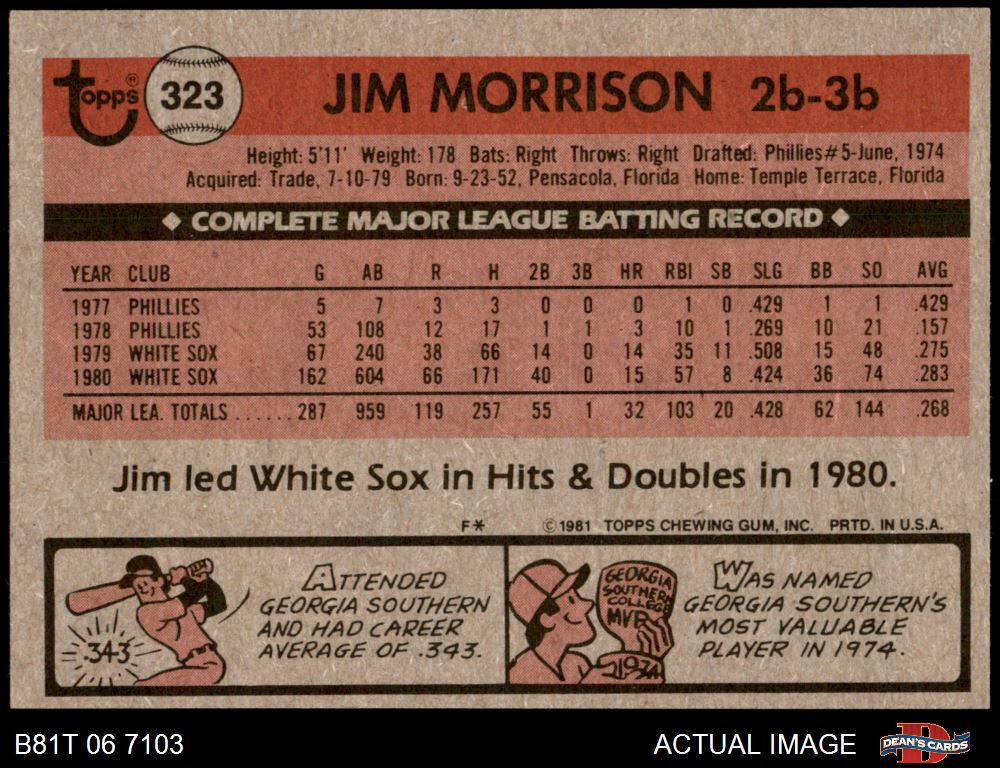 Topps® 323 JIM MORRISON 2b-3b
Height: 5'11' Weight: 178 Bats: Right Throws: Right Drafted: Phillies#5-June, 1974
Acquired: Trade, 7-10-79 Born: 9-23-52, Pensacola, Florida Home: Temple Terrace, Florida
◆ COMPLETE MAJOR LEAGUE BATTING RECORD ◆
YEAR CLUB G AB R H 2B 3B HR RBI SB SLG BB SO AVG
1977 PHILLIES 5 7 3 3 0 0 0 1 0 .429 1 1 .429
1978 PHILLIES 53 108 12 17 1 1 3 10 1 .269 10 21 .157
1979 WHITE SOX 67 240 38 66 14 0 14 35 11 .508 15 48 .275
1980 WHITE SOX 162 604 66 171 40 0 15 57 8 .424 36 74 .283
MAJOR LEA. TOTALS ......287 959 119 257 55 1 32 103 20 .428 62 144 .268
Jim led White Sox in Hits & Doubles in 1980.
F* © 1981 TOPPS CHEWING GUM, INC. PRTD. IN U.S.A.
.343
ATTENDED
GEORGIA SOUTHERN
AND HAD CAREER
AVERAGE OF .343.
GEORGIA
SOUTHERN
COLLEGE
MVP
1974
WAS NAMED
GEORGIA SOUTHERN'S
MOST VALUABLE
PLAYER IN 1974.
B81T 06 7103
ACTUAL IMAGE
D
DEAN'S CARDS